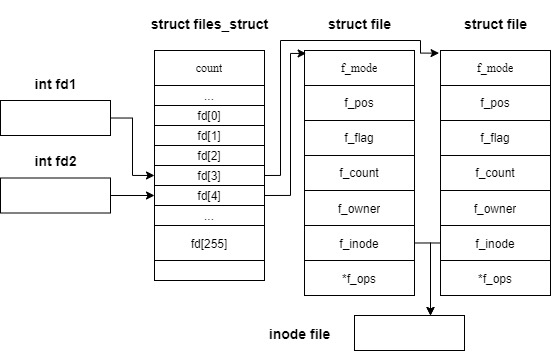 struct files_struct
struct file
struct file
int fd1
int fd2
count
...
fd[0]
fd[1]
fd[2]
fd[3]
fd[4]
...
fd[255]
f_mode
f_pos
f_flag
f_count
f_owner
f_inode
*f_ops
f_mode
f_pos
f_flag
f_count
f_owner
f_inode
*f_ops
inode file